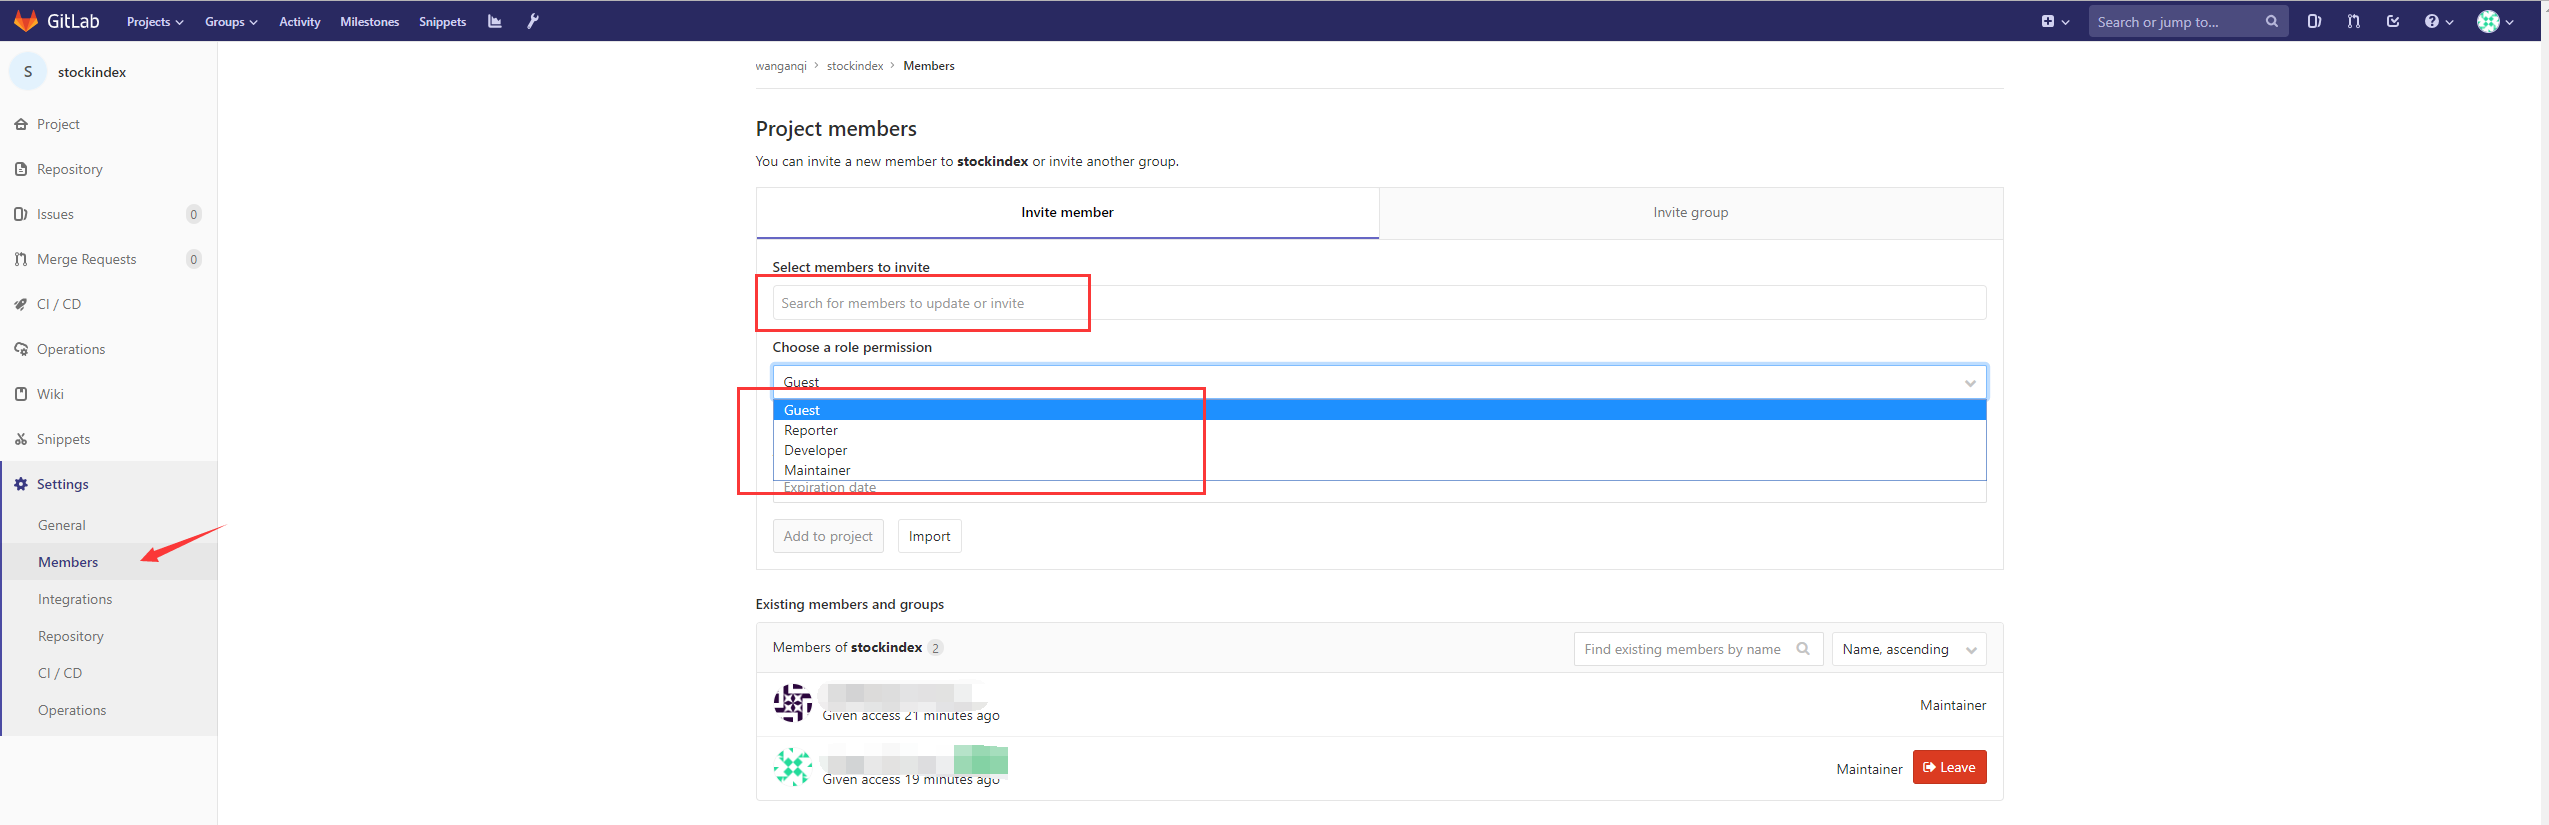 GitLab Projects Groups Activity Milestones Snippets Search or jump to...
S stockindex
Project
Repository
Issues 0
Merge Requests 0
CI / CD
Operations
Wiki
Snippets
Settings
General
Members
Integrations
Repository
CI / CD
Operations
wanganqi › stockindex › Members
Project members
You can invite a new member to stockindex or invite another group.
Invite member Invite group
Select members to invite
Search for members to update or invite
Choose a role permission
Guest
Guest
Reporter
Developer
Maintainer
Expiration date
Add to project Import
Existing members and groups
Members of stockindex 2 Find existing members by name Name, ascending
Given access 21 minutes ago Maintainer
Given access 19 minutes ago Maintainer Leave